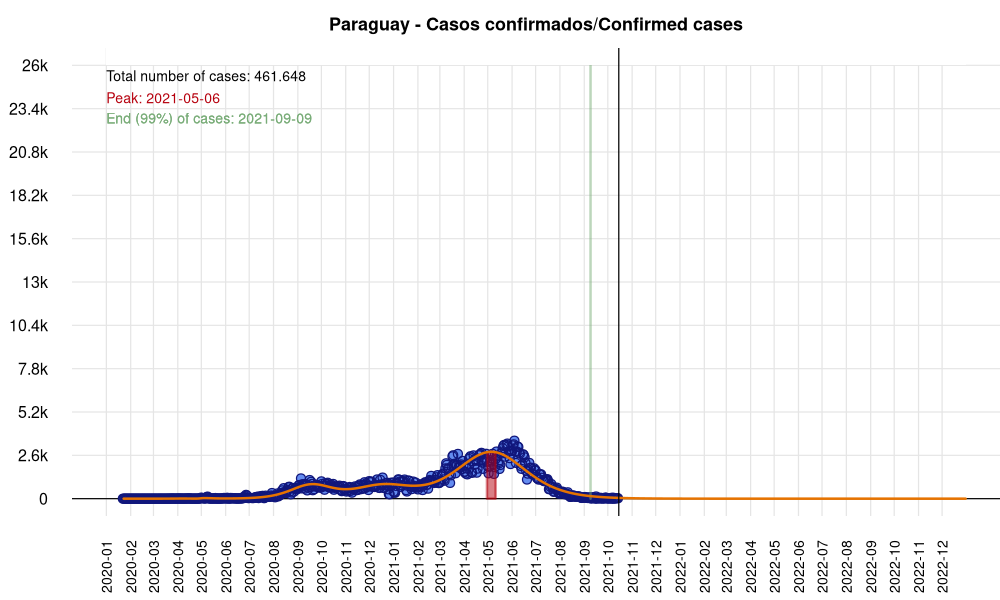 Paraguay - Casos confirmados/Confirmed cases
Total number of cases: 461.648
Peak: 2021-05-06
End (99%) of cases: 2021-09-09
26k
23.4k
20.8k
18.2k
15.6k
13k
10.4k
7.8k
5.2k
2.6k
0
2020-01
2020-02
2020-03
2020-04
2020-05
2020-06
2020-07
2020-08
2020-09
2020-10
2020-11
2020-12
2021-01
2021-02
2021-03
2021-04
2021-05
2021-06
2021-07
2021-08
2021-09
2021-10
2021-11
2021-12
2022-01
2022-02
2022-03
2022-04
2022-05
2022-06
2022-07
2022-08
2022-09
2022-10
2022-11
2022-12